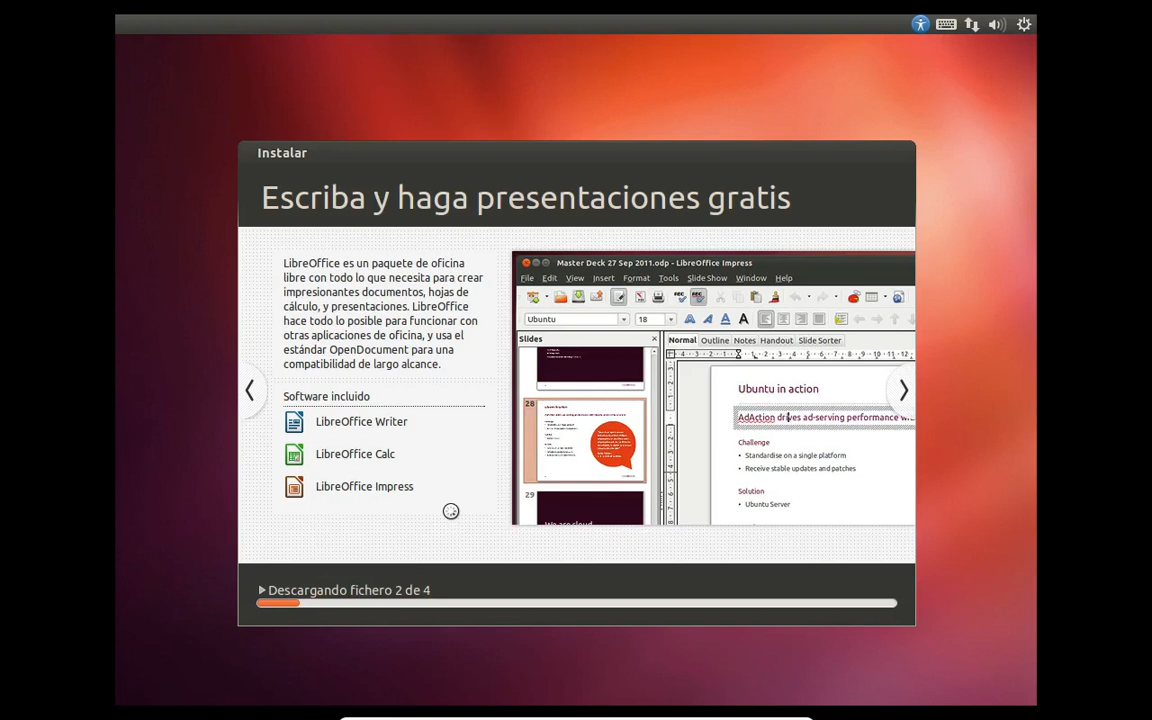 Instalar
Escriba y haga presentaciones gratis
LibreOffice es un paquete de oficina
libre con todo lo que necesita para crear
impresionantes documentos, hojas de
cálculo, y presentaciones. LibreOffice
hace todo lo posible para funcionar con
otras aplicaciones de oficina, y usa el
estándar OpenDocument para una
compatibilidad de largo alcance.
Software incluido
LibreOffice Writer
LibreOffice Calc
LibreOffice Impress
Master Deck 27 Sep 2011.odp - LibreOffice Impress
File Edit View Insert Format Tools Slide Show Window Help
Ubuntu 18
Slides
Normal Outline Notes Handout Slide Sorter
28
29
We are cloud
Ubuntu in action
AdAction drives ad-serving performance
Challenge
• Standardise on a single platform
• Receive stable updates and patches
Solution
• Ubuntu Server
Descargando fichero 2 de 4